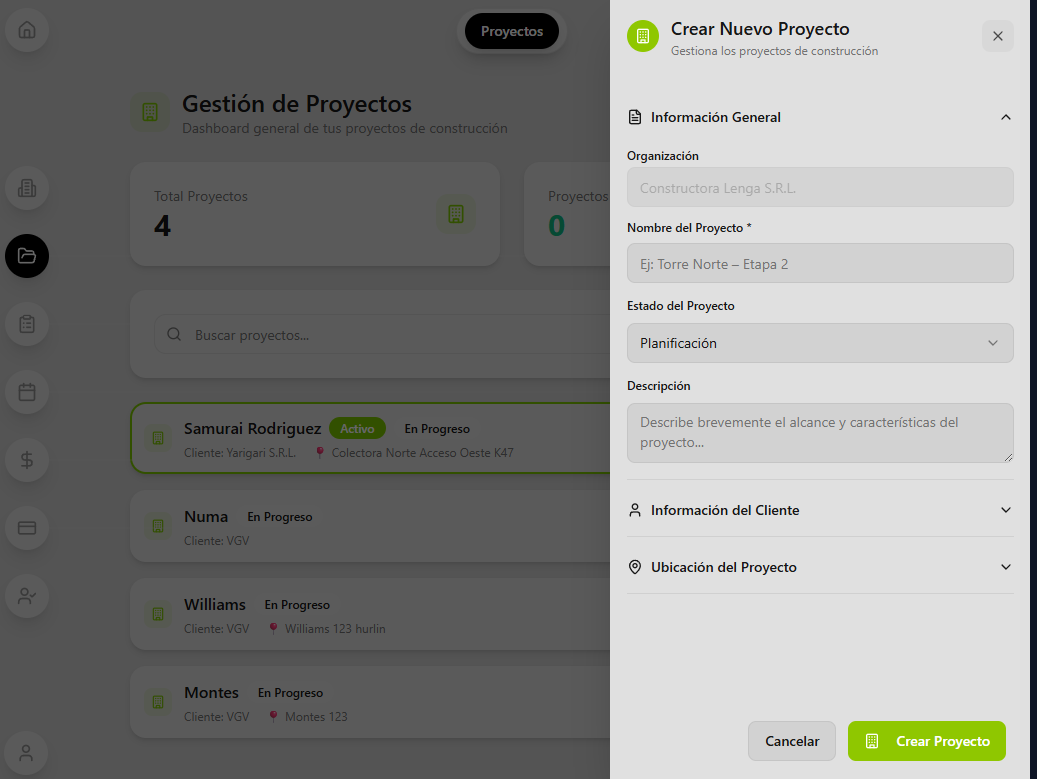 Proyectos
Gestión de Proyectos
Dashboard general de tus proyectos de construcción
Total Proyectos
4
Proyectos
0
Buscar proyectos...
Samurai Rodriguez Activo En Progreso
Cliente: Yarigari S.R.L. Colectora Norte Acceso Oeste K47
Numa En Progreso
Cliente: VGV
Williams En Progreso
Cliente: VGV Williams 123 hurlin
Montes En Progreso
Cliente: VGV Montes 123
Crear Nuevo Proyecto
Gestiona los proyectos de construcción
Información General
Organización
Constructora Lenga S.R.L.
Nombre del Proyecto *
Ej: Torre Norte – Etapa 2
Estado del Proyecto
Planificación
Descripción
Describe brevemente el alcance y características del
proyecto...
Información del Cliente
Ubicación del Proyecto
Cancelar
Crear Proyecto